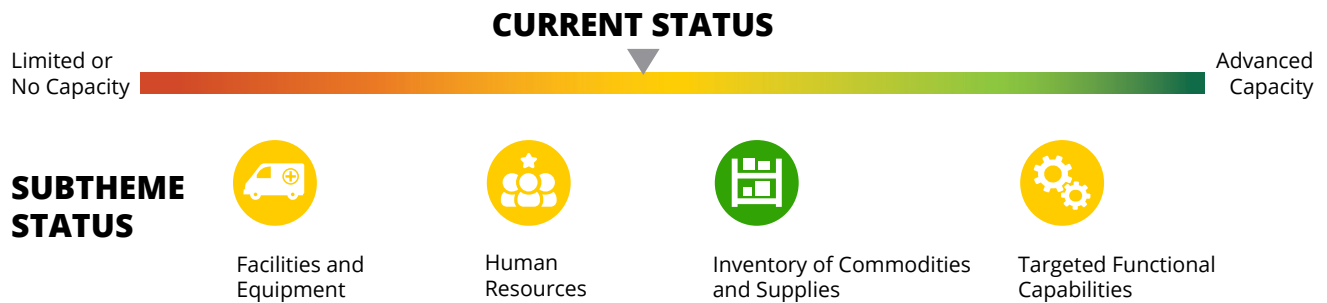 CURRENT STATUS
Limited or
No Capacity
Advanced
Capacity
SUBTHEME
STATUS
Facilities and
Equipment
Human
Resources
Inventory of Commodities
and Supplies
Targeted Functional
Capabilities